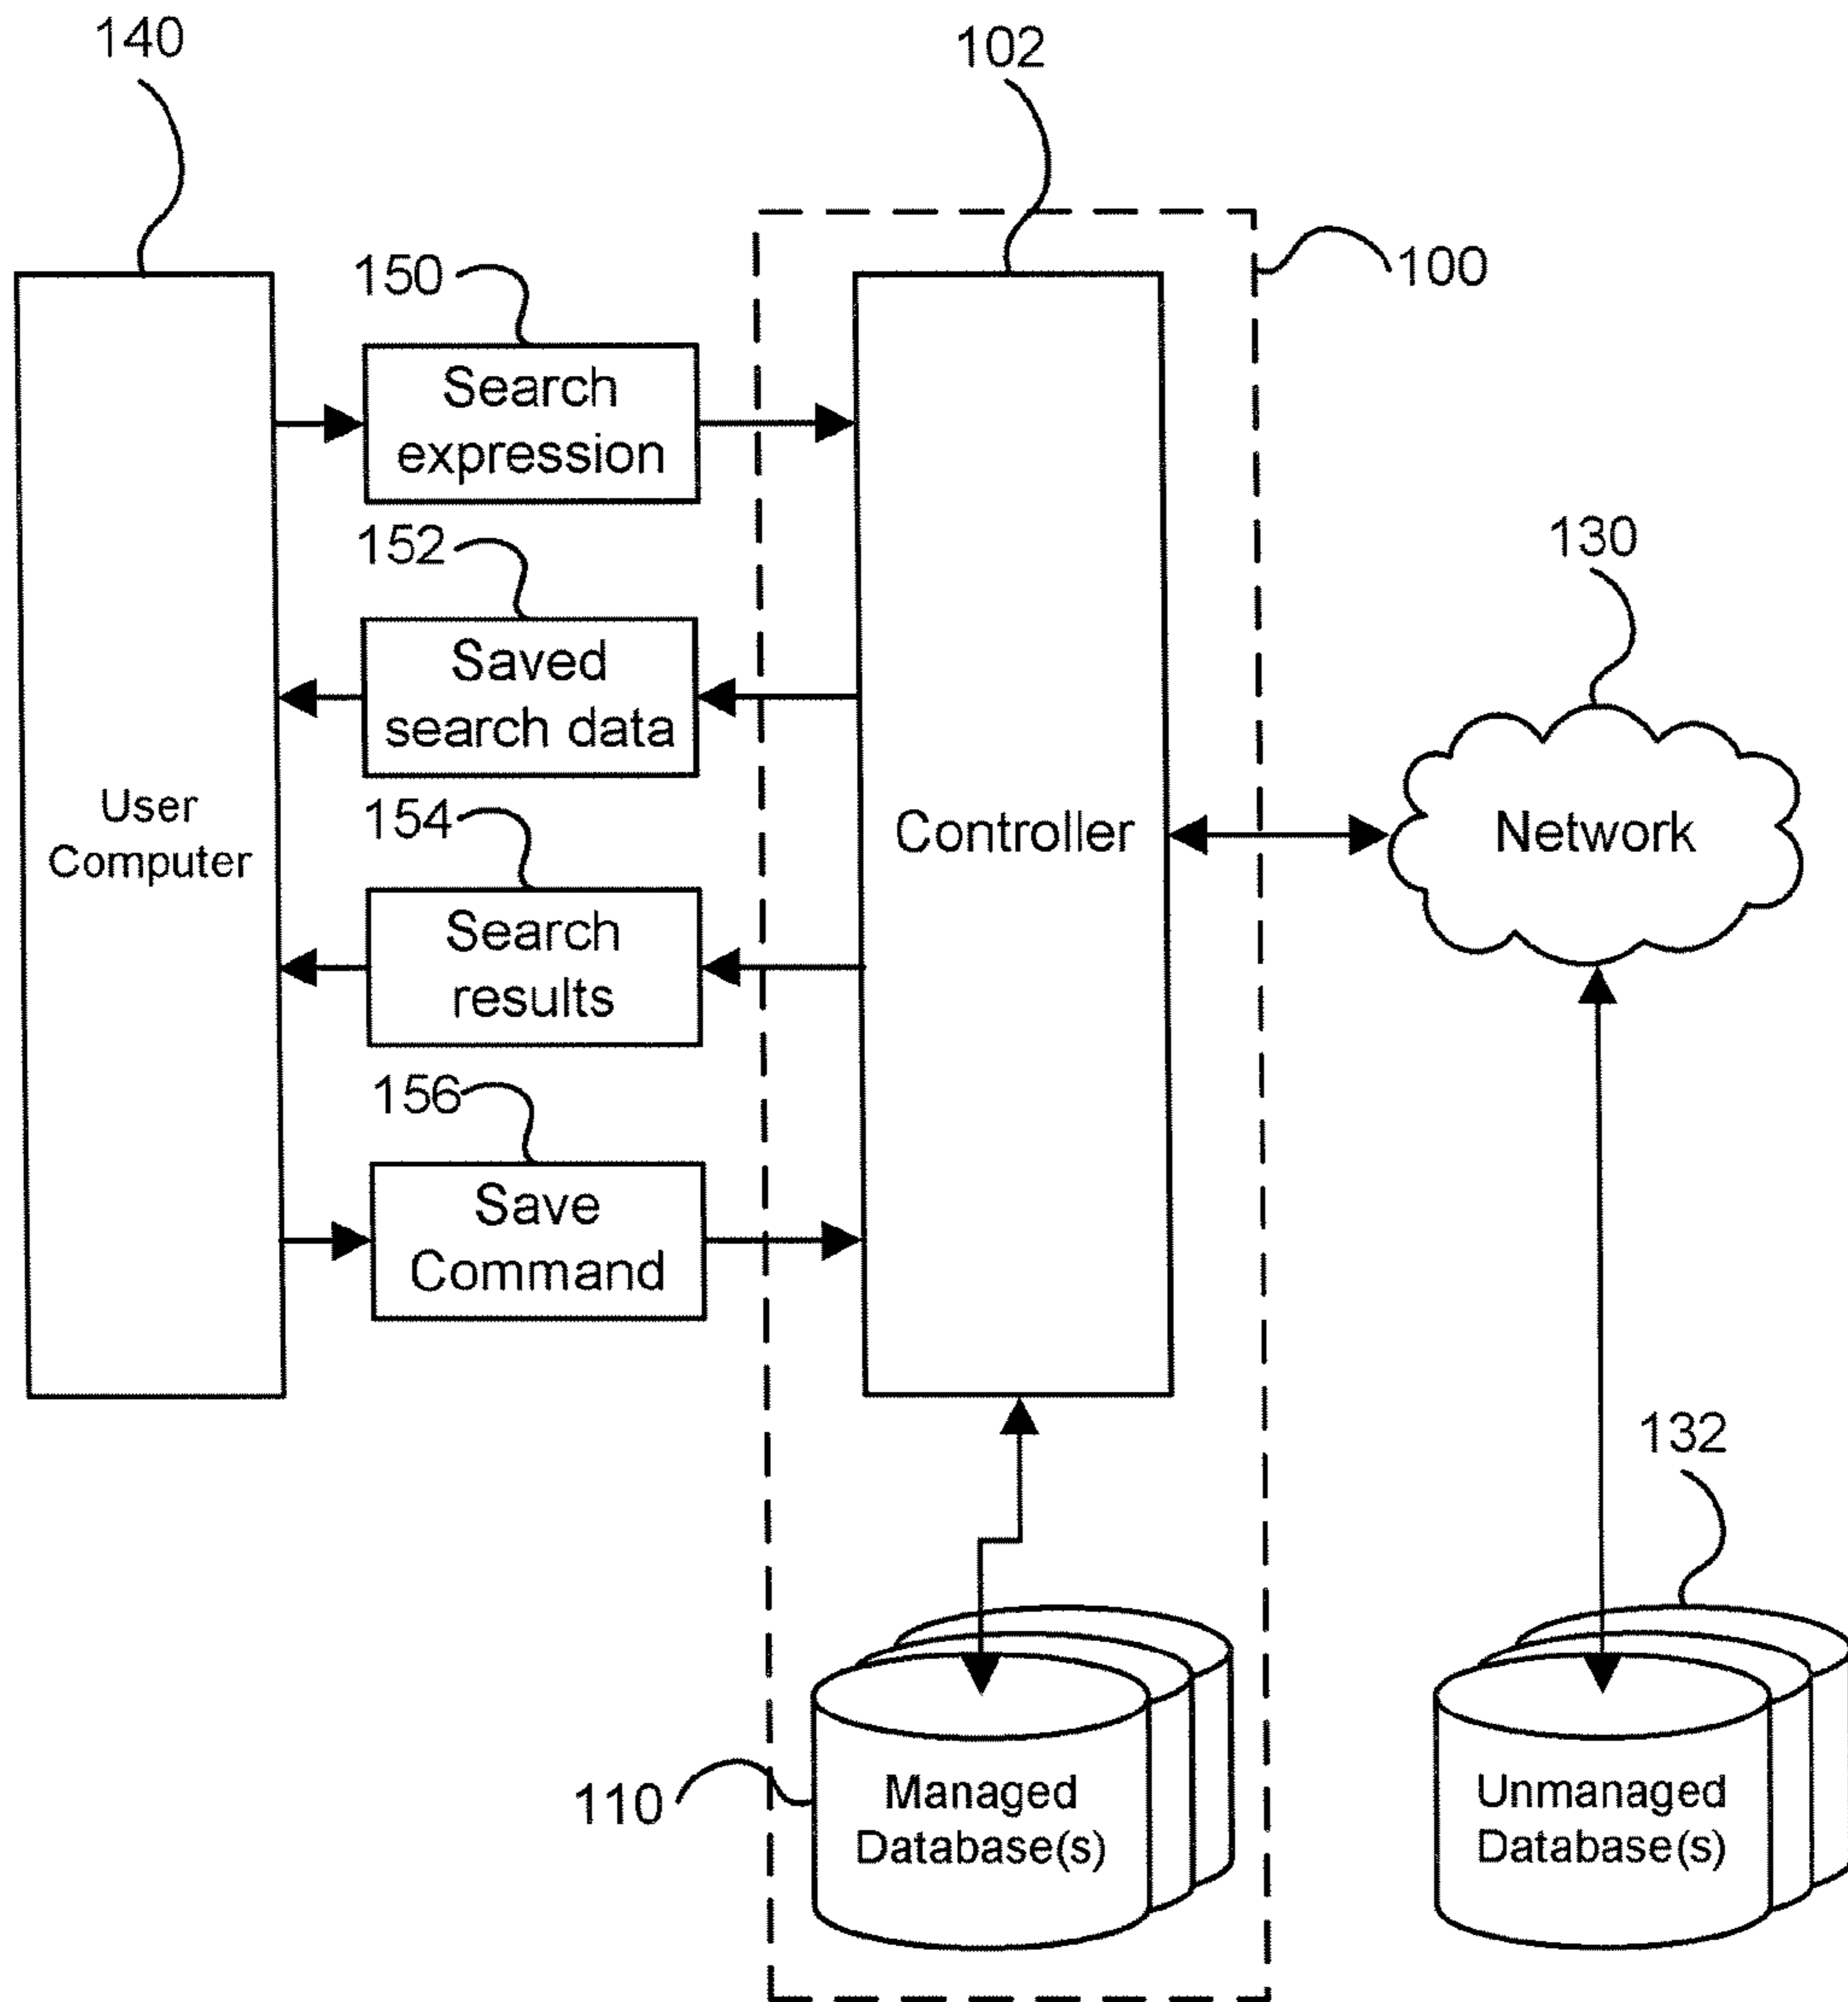 140
102
100
150
Search
expression
152
Saved
search data
130
User
Computer
154
Controller
Network
Search
results
156
Save
Command
132
110
Managed
Database(s)
Unmanaged
Database(s)